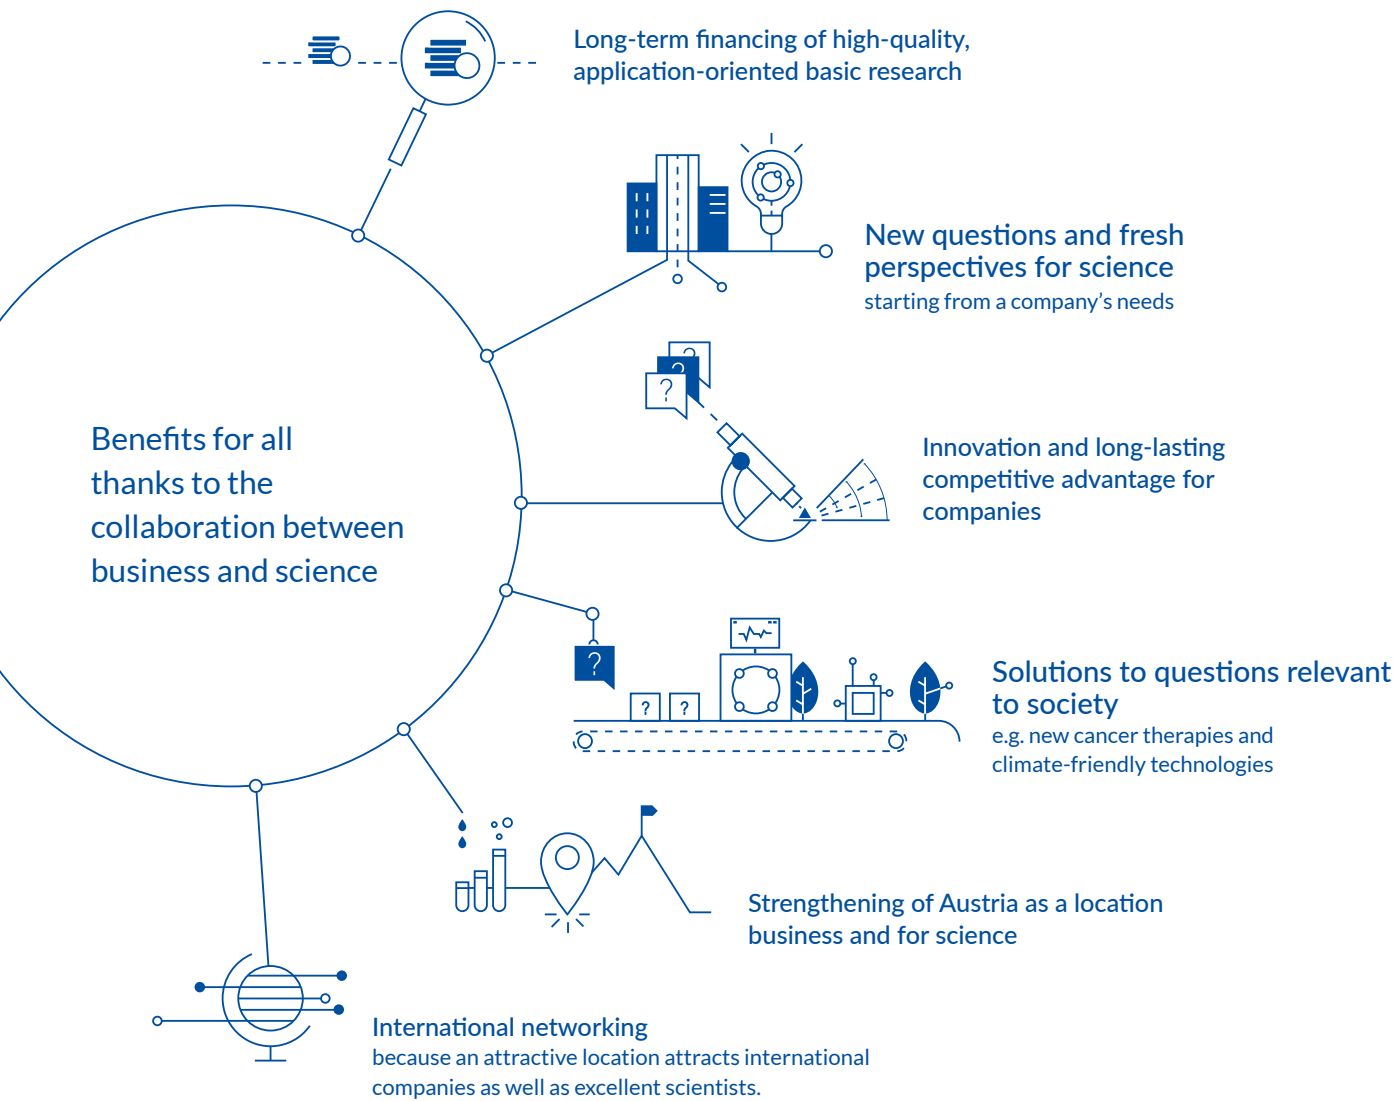 Long-term financing of high-quality,
application-oriented basic research
New questions and fresh
perspectives for science
starting from a company’s needs
?
?
?
Benefits for all
thanks to the
collaboration between
business and science
Innovation and long-lasting
competitive advantage for
companies
?
? ?
Solutions to questions relevant
to society
e.g. new cancer therapies and
climate-friendly technologies
Strengthening of Austria as a location
business and for science
International networking
because an attractive location attracts international
companies as well as excellent scientists.